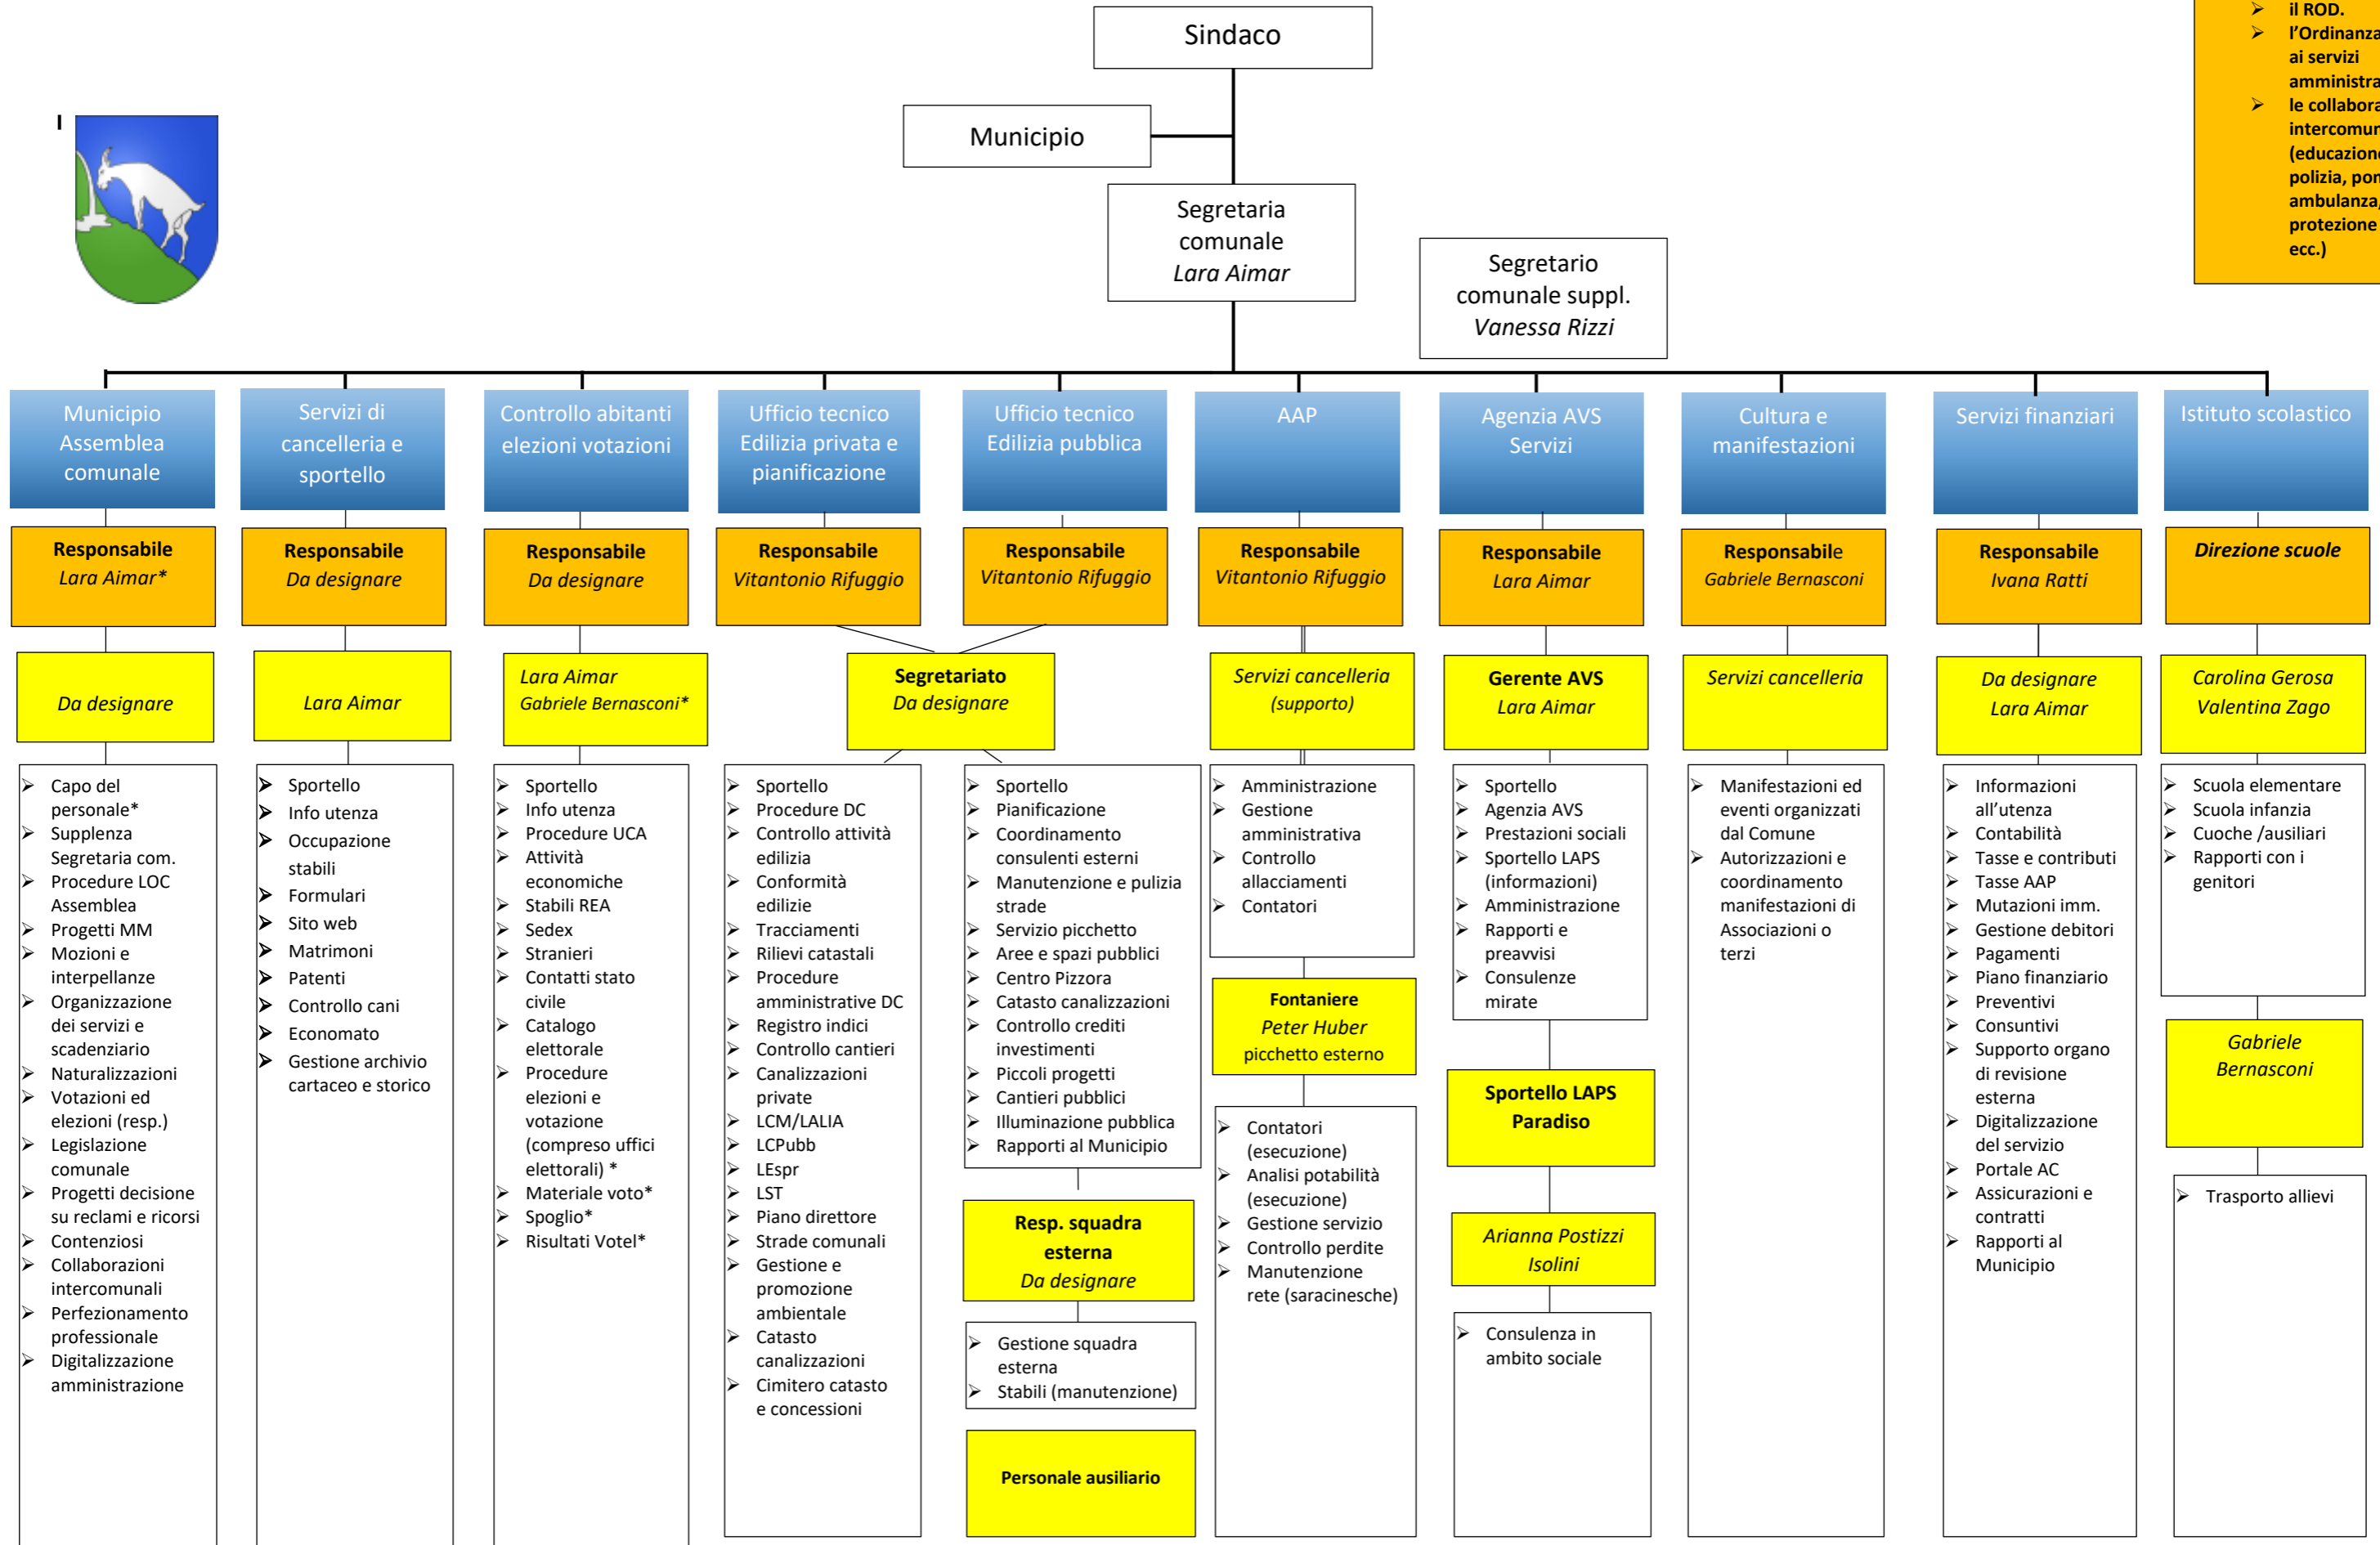 Sindaco
Municipio
Segretaria
comunale
Lara Aimar
Segretario
comunale suppl.
Vanessa Rizzi
➢ il ROD.
➢ l'Ordinanza
ai servizi
➢ le
intercomun
(educazione
polizia,
ambulanza,
protezione
ecc.)
Municipio
Assemblea
comunale
Responsabile
Lara Aimar*
Da designare
➢ Capo del
personale*
➢ Supplenza
Segretaria com.
➢ Procedure LOC
Assemblea
➢ Progetti MM
➢ Mozioni e
interpellanze
➢ Organizzazione
dei servizi e
scadenziario
➢ Naturalizzazioni
➢ Votazioni ed
elezioni (resp.)
➢ Legislazione
comunale
➢ Progetti decisione
su reclami e ricorsi
➢ Contenziosi
➢ Collaborazioni
intercomunali
➢ Perfezionamento
professionale
➢ Digitalizzazione
amministrazione
Servizi di
cancelleria e
sportello
Responsabile
Da designare
Lara Aimar
➢ Sportello
➢ Info utenza
➢ Occupazione
stabili
➢ Formulari
➢ Sito web
➢ Matrimoni
➢ Patenti
➢ Controllo cani
➢ Economato
➢ Gestione archivio
cartaceo e storico
Controllo abitanti
elezioni votazioni
Responsabile
Da designare
Lara Aimar
Gabriele Bernasconi*
➢ Sportello
➢ Info utenza
➢ Procedure UCA
➢ Attività
economiche
➢ Stabili REA
➢ Sedex
➢ Stranieri
➢ Contatti stato
civile
➢ Catalogo
elettorale
➢ Procedure
elezioni e
votazione
(compreso uffici
elettorali) *
➢ Materiale voto*
➢ Spoglio*
➢ Risultati Votel*
Ufficio tecnico
Edilizia privata e
pianificazione
Responsabile
Vitantonio Rifuggio
Ufficio tecnico
Edilizia pubblica
Responsabile
Vitantonio Rifuggio
Segretariato
Da designare
➢ Sportello
➢ Procedure DC
➢ Controllo attività
edilizia
➢ Conformità
edilizie
➢ Tracciamenti
➢ Rilievi catastali
➢ Procedure
amministrative DC
➢ Registro indici
➢ Controllo cantieri
➢ Canalizzazioni
private
➢ LCM/LALIA
➢ LCPubb
➢ LEspr
➢ LST
➢ Piano direttore
➢ Strade comunali
➢ Gestione e
promozione
ambientale
➢ Catasto
canalizzazioni
➢ Cimitero catasto
e concessioni
➢ Sportello
➢ Pianificazione
➢ Coordinamento
consulenti esterni
➢ Manutenzione e pulizia
strade
➢ Servizio picchetto
➢ Aree e spazi pubblici
➢ Centro Pizzora
➢ Catasto canalizzazioni
➢ Controllo crediti
investimenti
➢ Piccoli progetti
➢ Cantieri pubblici
➢ Illuminazione pubblica
➢ Rapporti al Municipio
Resp. squadra
esterna
Da designare
➢ Gestione squadra
esterna
➢ Stabili (manutenzione)
Personale ausiliario
AAP
Responsabile
Vitantonio Rifuggio
Servizi cancelleria
(supporto)
➢ Amministrazione
➢ Gestione
amministrativa
➢ Controllo
allacciamenti
➢ Contatori
Fontaniere
Peter Huber
picchetto esterno
➢ Contatori
(esecuzione)
➢ Analisi potabilità
(esecuzione)
➢ Gestione servizio
➢ Controllo perdite
➢ Manutenzione
rete (saracinesche)
Agenzia AVS
Servizi
Responsabile
Lara Aimar
Gerente AVS
Lara Aimar
➢ Sportello
➢ Agenzia AVS
➢ Prestazioni sociali
➢ Sportello LAPS
(informazioni)
➢ Amministrazione
➢ Rapporti e
preavvisi
➢ Consulenze
mirate
Sportello LAPS
Paradiso
Arianna Postizzi
Isolini
➢ Consulenza in
ambito sociale
Cultura e
manifestazioni
Responsabile
Gabriele Bernasconi
Servizi cancelleria
➢ Manifestazioni ed
eventi organizzati
dal Comune
➢ Autorizzazioni e
coordinamento
manifestazioni di
Associazioni o
terzi
Servizi finanziari
Responsabile
Ivana Ratti
Da designare
Lara Aimar
➢ Informazioni
all'utenza
➢ Contabilità
➢ Tasse e contributi
➢ Tasse AAP
➢ Mutazioni imm.
➢ Gestione debitori
➢ Pagamenti
➢ Piano finanziario
➢ Preventivi
➢ Consuntivi
➢ Supporto organo
di revisione
esterna
➢ Digitalizzazione
del servizio
➢ Portale AC
➢ Assicurazioni e
contratti
➢ Rapporti al
Municipio
Istituto scolastico
Direzione scuole
Carolina Gerosa
Valentina Zago
➢ Scuola elementare
➢ Scuola infanzia
➢ Cuoche /ausiliari
➢ Rapporti con i
genitori
Gabriele
Bernasconi
➢ Trasporto allievi